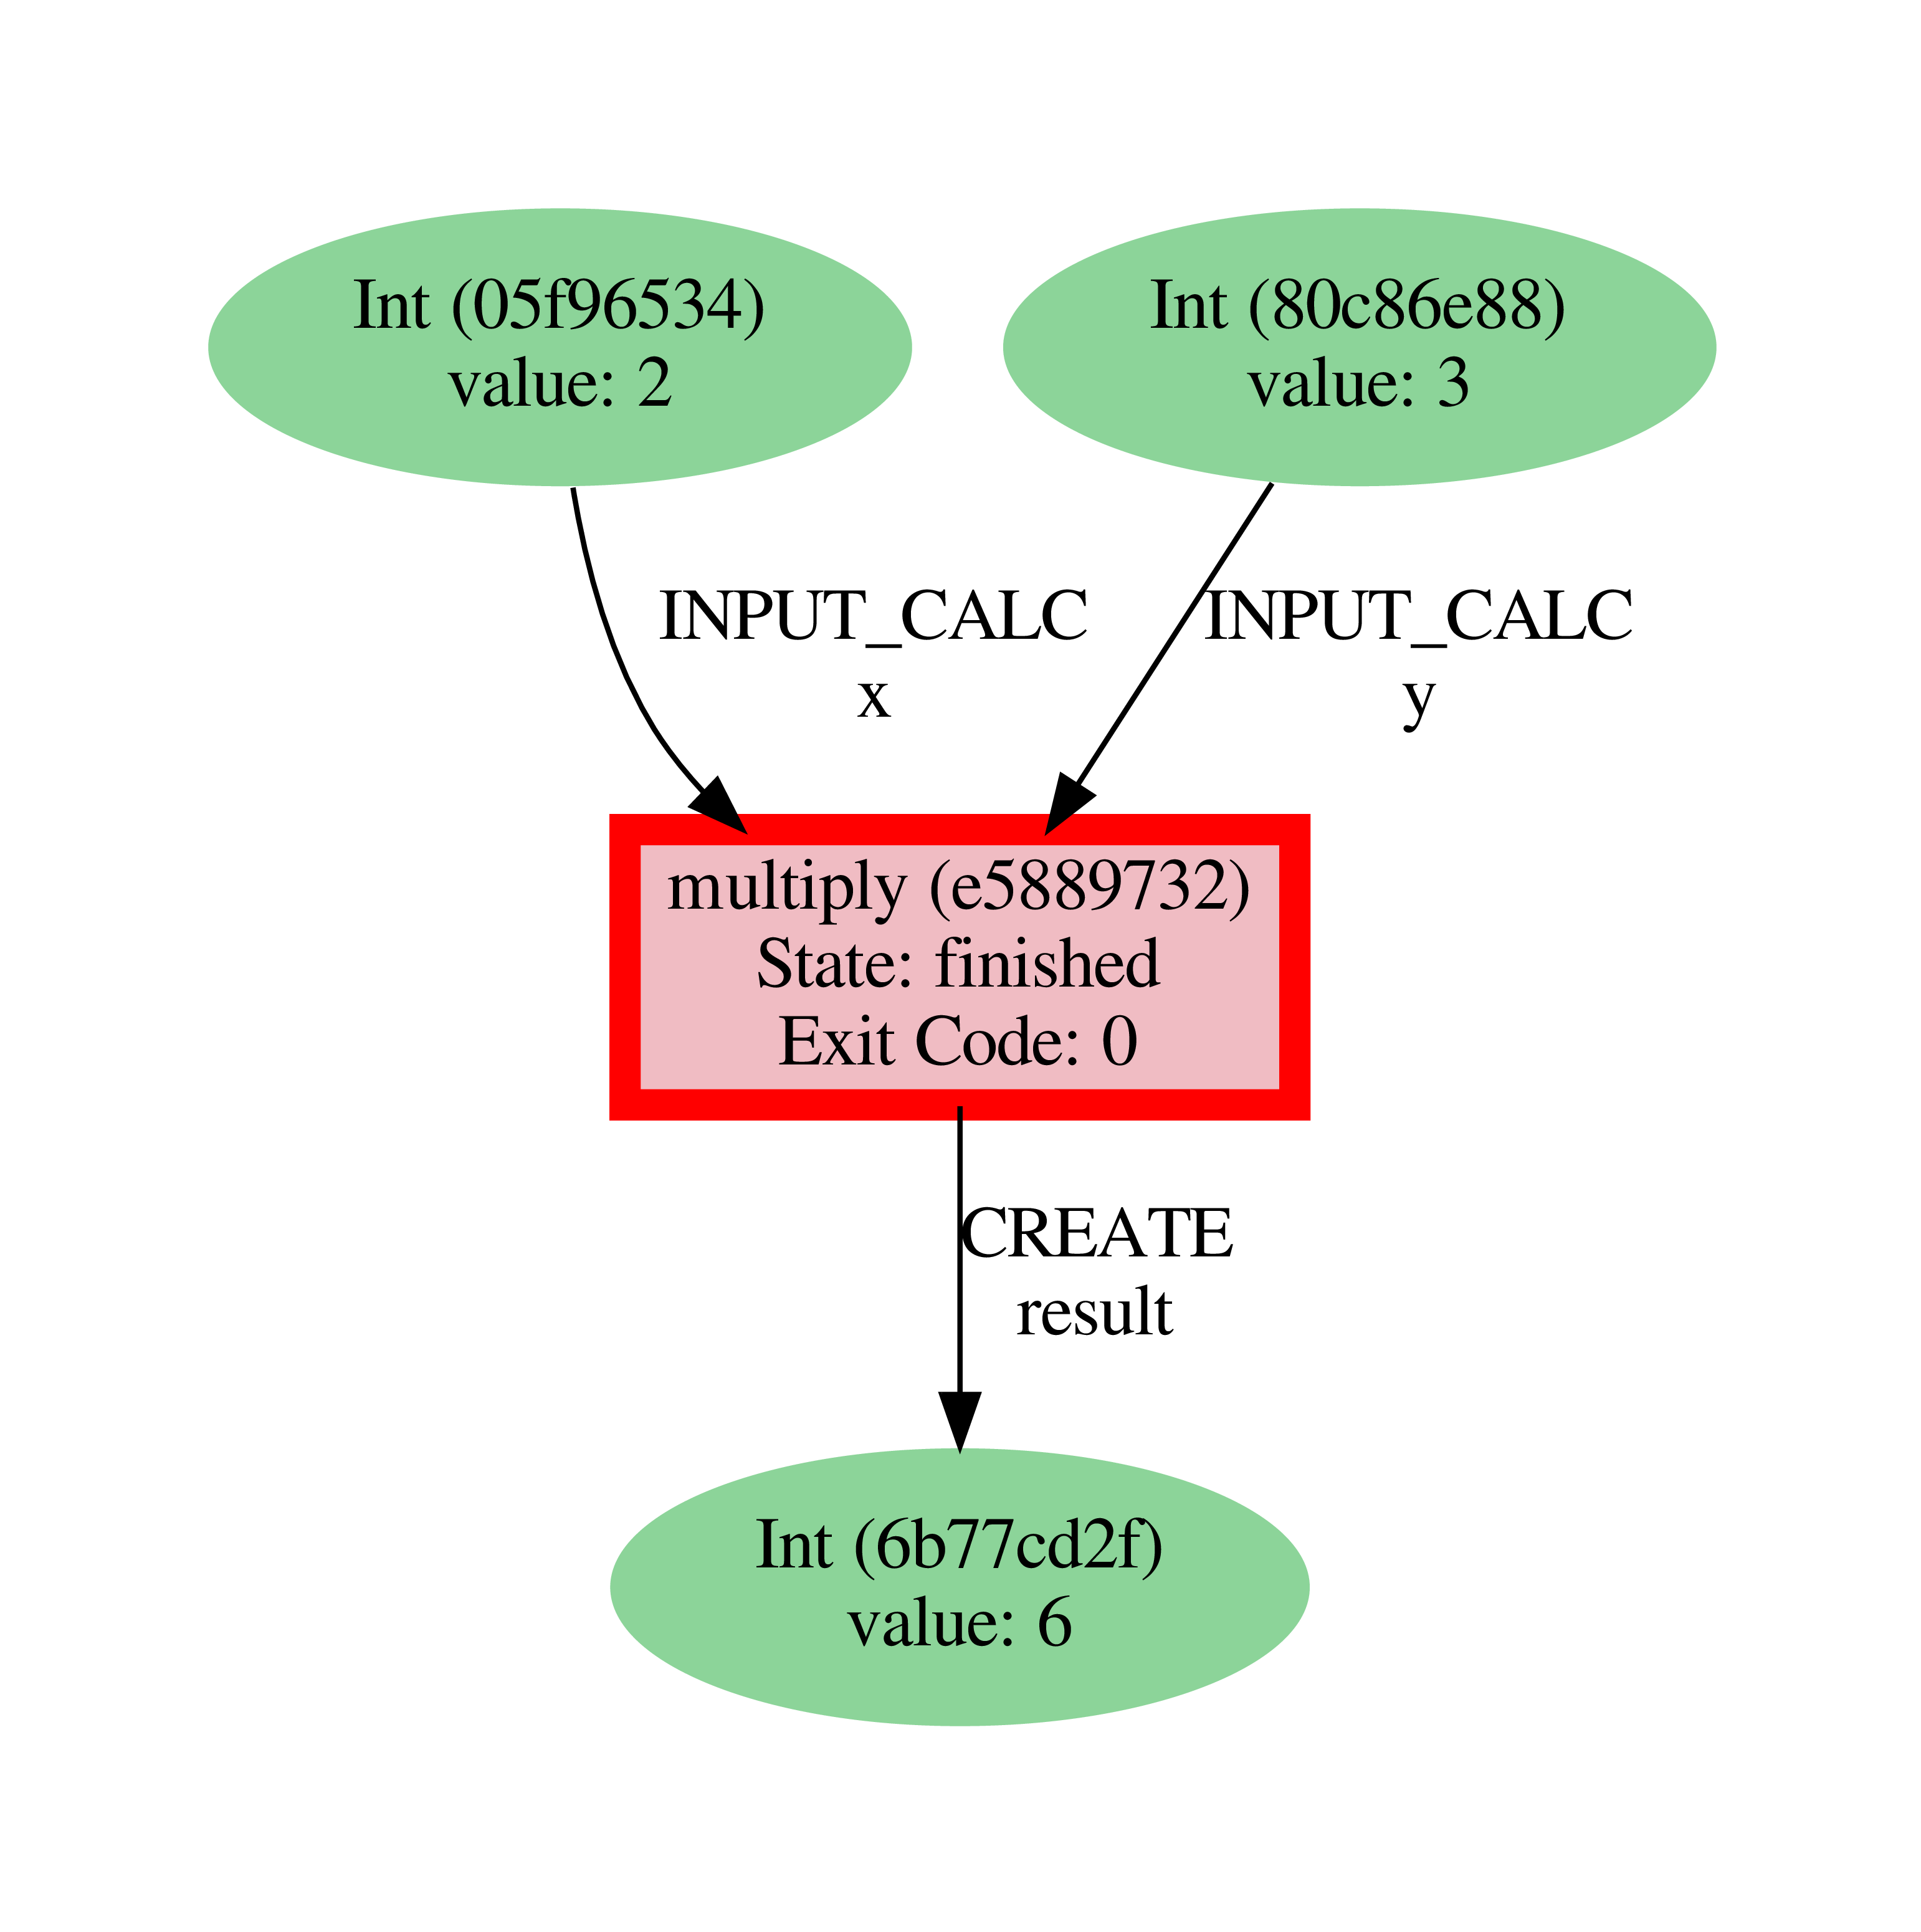 Int (05f96534)
value: 2
Int (80c86e88)
value: 3
INPUT_CALC
x
INPUT_CALC
y
multiply (e5889732)
State: finished
Exit Code: 0
CREATE
result
Int (6b77cd2f)
value: 6